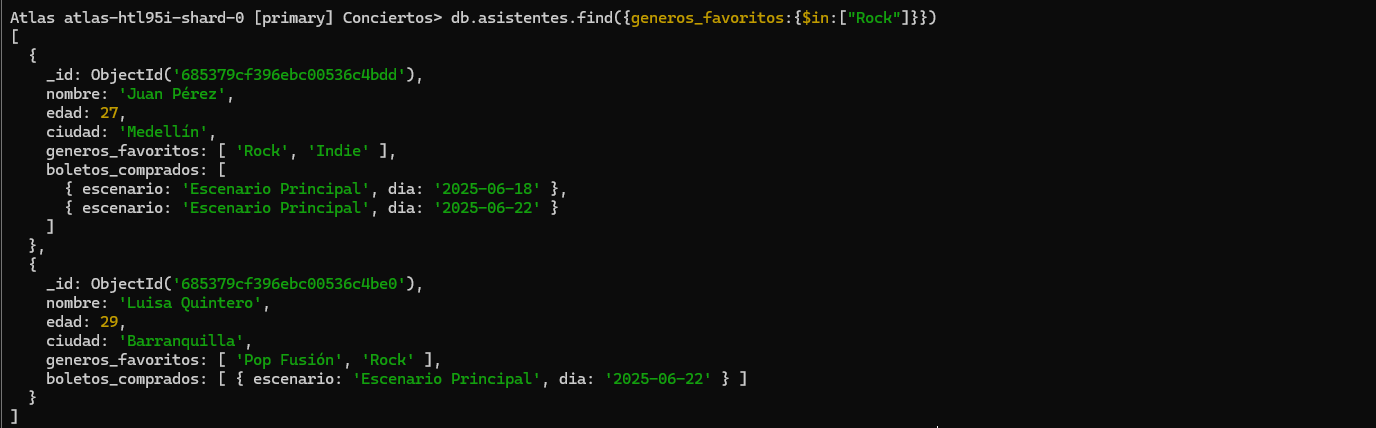 Atlas atlas-htl95i-shard-0 [primary] Conciertos> db.asistentes.find({generos_favoritos:{$in:["Rock"]}})
[
  {
    _id: ObjectId('685379cf396ebc00536c4bdd'),
    nombre: 'Juan Pérez',
    edad: 27,
    ciudad: 'Medellín',
    generos_favoritos: [ 'Rock', 'Indie' ],
    boletos_comprados: [
      { escenario: 'Escenario Principal', dia: '2025-06-18' },
      { escenario: 'Escenario Principal', dia: '2025-06-22' }
    ]
  },
  {
    _id: ObjectId('685379cf396ebc00536c4be0'),
    nombre: 'Luisa Quintero',
    edad: 29,
    ciudad: 'Barranquilla',
    generos_favoritos: [ 'Pop Fusión', 'Rock' ],
    boletos_comprados: [ { escenario: 'Escenario Principal', dia: '2025-06-22' } ]
  }
]